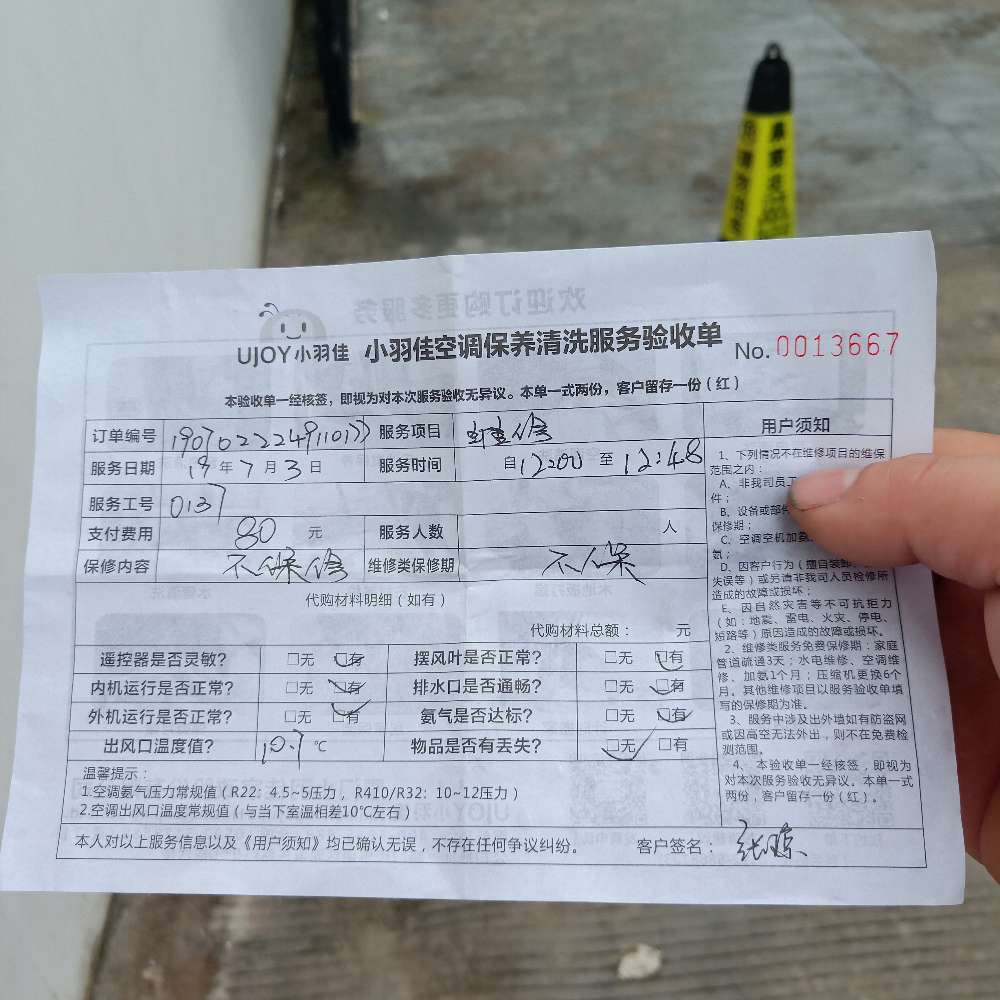 UJOY小羽佳 小羽佳空调保养清洗服务验收单 No. 0013667
本验收单一经核签，即视为对本次服务验收无异议。本单一式两份，客户留存一份（红）
订单编号 服务项目 维修
服务日期 19年7月3日 服务时间 自12:00 至 12:48
服务工号 0137
支付费用 80 元 服务人数 人
保修内容 不保修 维修类保修期 不保
代购材料明细（如有）
代购材料总额： 元
遥控器是否灵敏？ □无 □有 摆风叶是否正常？ □无 □有
内机运行是否正常？ □无 □有 排水口是否通畅？ □无 □有
外机运行是否正常？ □无 □有 氨气是否达标？ □无 □有
出风口温度值？ 10.7 ℃ 物品是否有丢失？ □无 □有
温馨提示：
1.空调氨气压力常规值（R22：4.5~5压力，R410/R32：10~12压力）
2.空调出风口温度常规值（与当下室温相差10℃左右）
本人对以上服务信息以及《用户须知》均已确认无误，不存在任何争议纠纷。 客户签名：
用户须知
1、下列情况不在维修项目的维保
范围之内：
A、非我司员工
件；
B、设备或部件
保修期；
C、空调空机加
氨；
D、因客户行为（擅自装卸、
失误等）或另请非我司人员检修所
造成的故障或损坏；
E、因自然灾害等不可抗拒力
（如：地震、雷电、火灾、停电、
短路等）原因造成的故障或损坏。
2、维修类服务免费保修期：家庭
管道疏通3天；水电维修、空调维
修、加氨1个月；压缩机更换6个
月。其他维修项目以服务验收单填
写的保修期为准。
3、服务中涉及出外墙如有防盗网
或因高空无法外出，则不在免费检
测范围。
4、本验收单一经核签，即视为
对本次服务验收无异议。本单一式
两份，客户留存一份（红）。